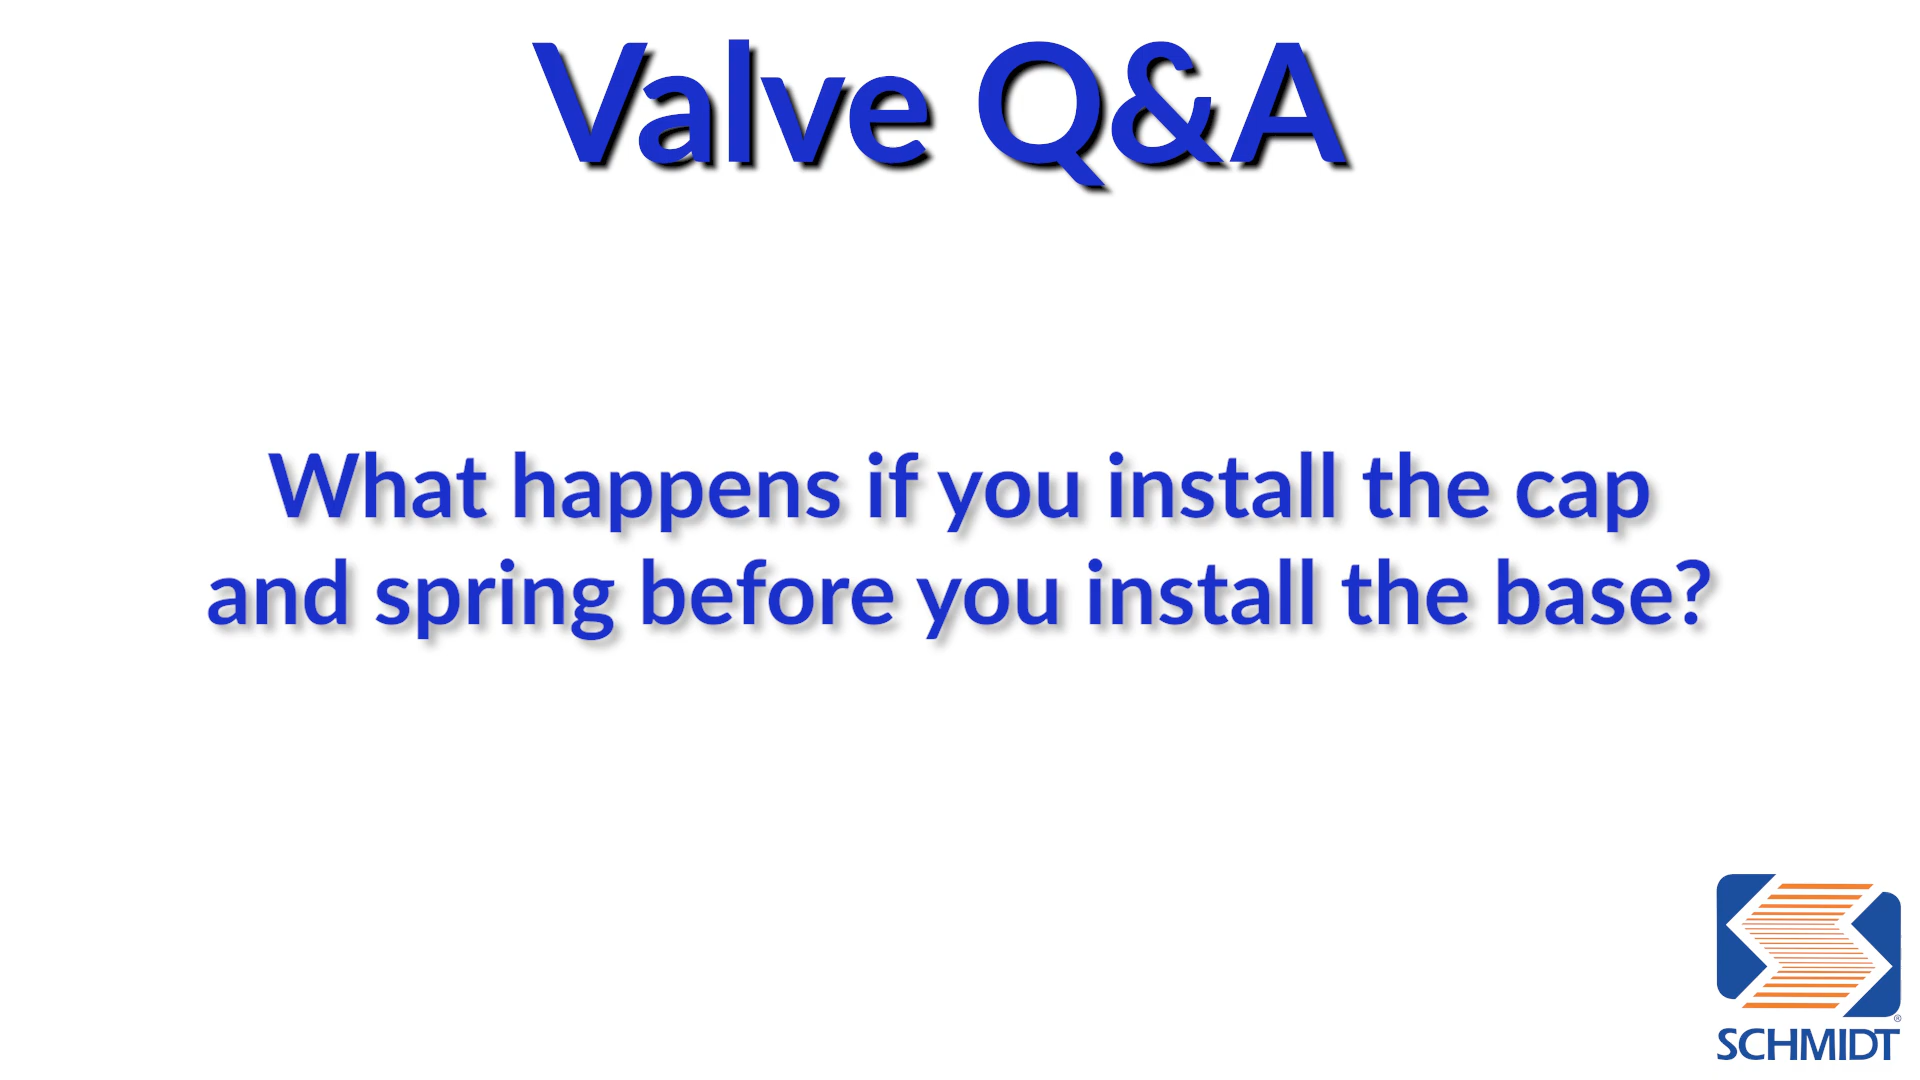 Valve Q&A
What happens if you install the cap
and spring before you install the base?
®
SCHMIDT